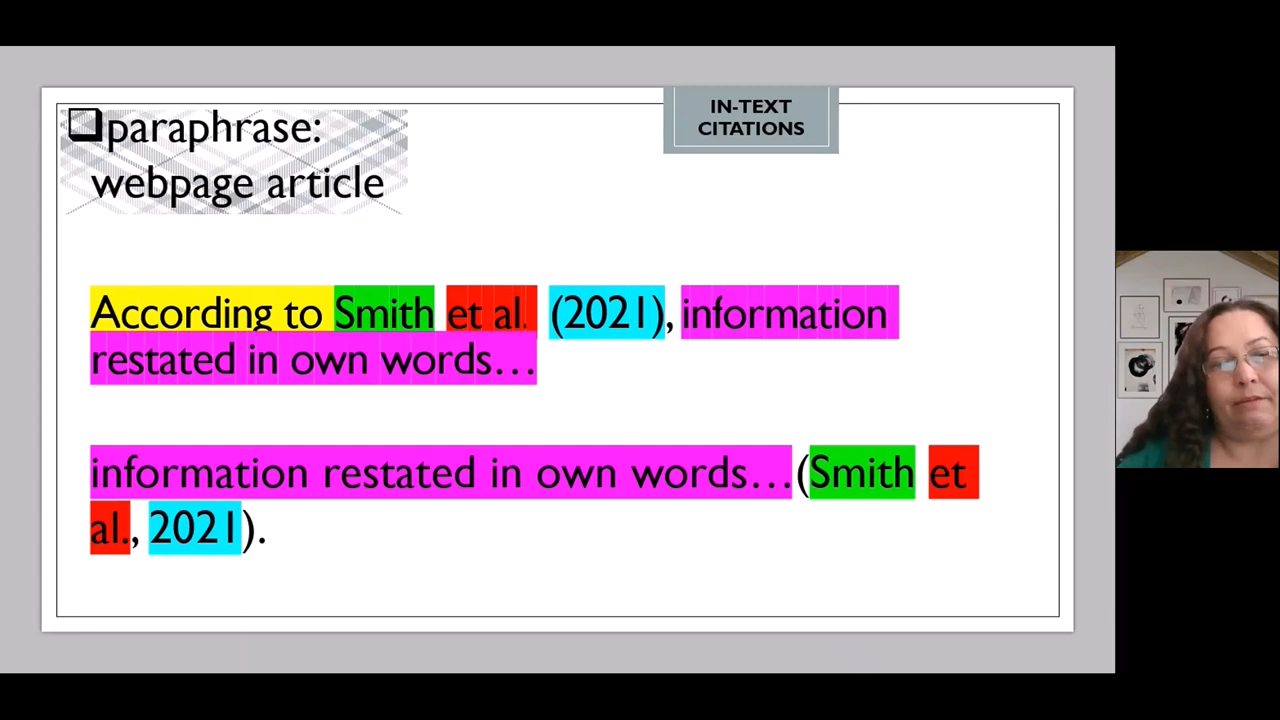 ❑paraphrase:
webpage article
IN-TEXT
CITATIONS
According to Smith et al. (2021), information
restated in own words…
information restated in own words…(Smith et
al., 2021).